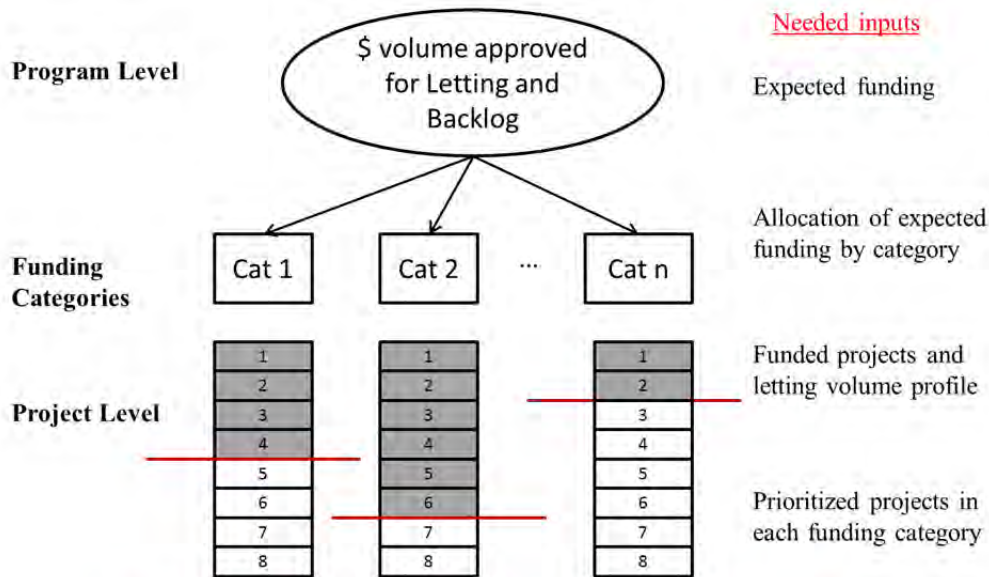 Needed inputs
$ volume approved
for Letting and
Backlog
Program Level
Expected funding
Allocation of expected
funding by category
Funding
Categories
Cat 1
Cat 2
...
Cat n
Project Level
1
2
3
4
5
6
7
8
1
2
3
4
5
6
7
8
1
2
3
4
5
6
7
8
Funded projects and
letting volume profile
Prioritized projects in
each funding category